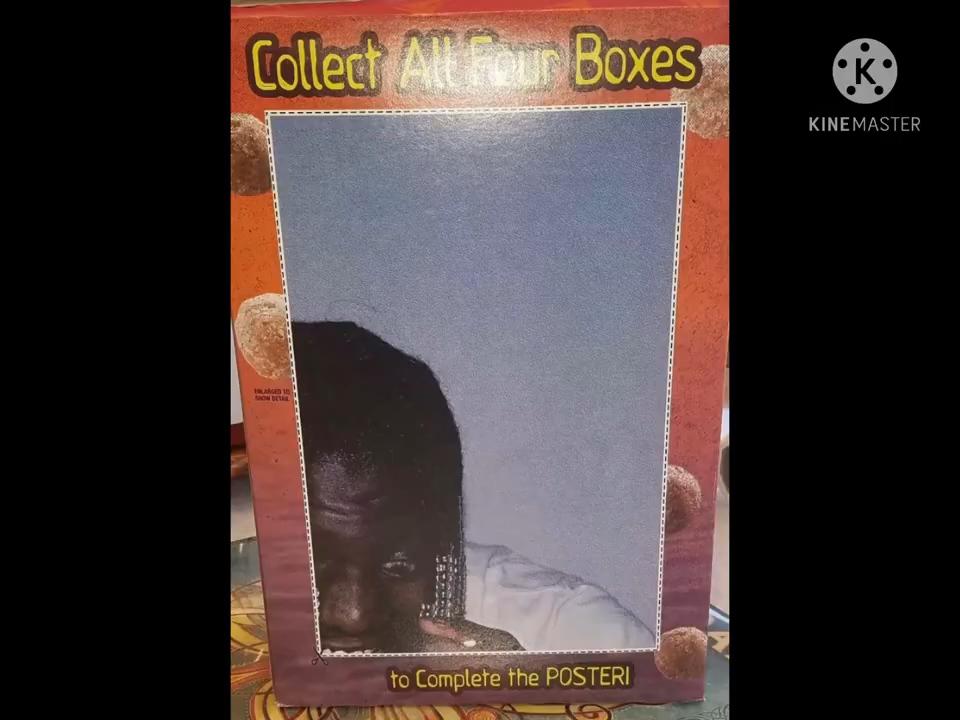 Collect All Four Boxes
K
KINEMASTER
ENLARGED TO
SHOW DETAIL
to Complete the POSTER!